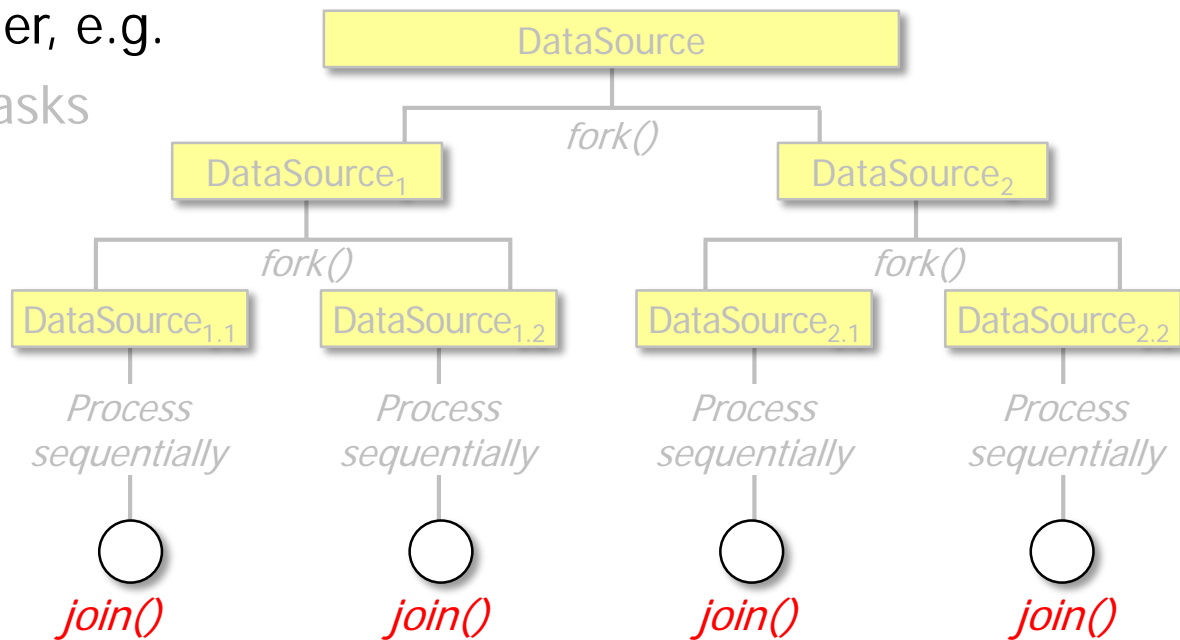 er, e.g.
DataSource
asks
fork()
DataSource₁
DataSource₂
fork()
fork()
DataSource₁.₁
DataSource₁.₂
DataSource₂.₁
DataSource₂.₂
Process
sequentially
Process
sequentially
Process
sequentially
Process
sequentially
join()
join()
join()
join()